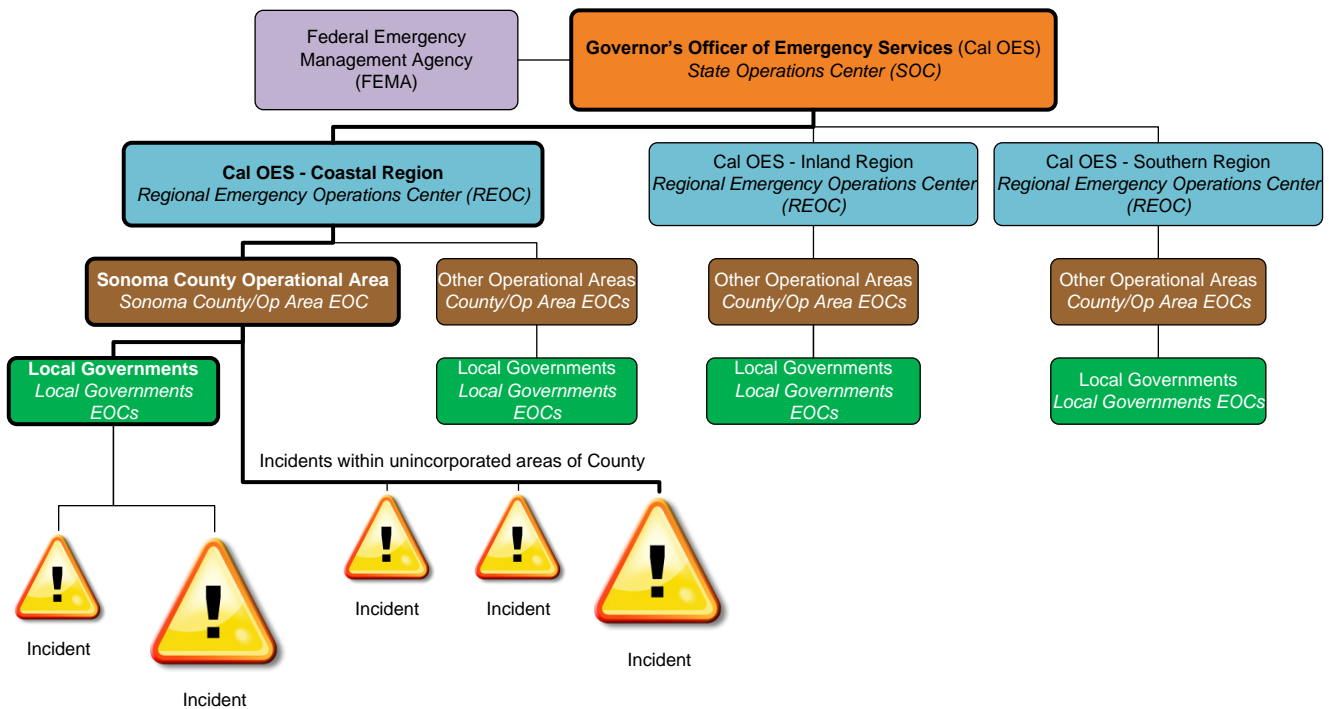 Federal Emergency
Management Agency
(FEMA)
Governor's Officer of Emergency Services (Cal OES)
State Operations Center (SOC)
Cal OES - Coastal Region
Regional Emergency Operations Center (REOC)
Cal OES - Inland Region
Regional Emergency Operations Center
(REOC)
Cal OES - Southern Region
Regional Emergency Operations Center
(REOC)
Sonoma County Operational Area
Sonoma County/Op Area EOC
Other Operational Areas
County/Op Area EOCs
Other Operational Areas
County/Op Area EOCs
Other Operational Areas
County/Op Area EOCs
Local Governments
Local Governments
EOCs
Local Governments
Local Governments
EOCs
Local Governments
Local Governments
EOCs
Local Governments
Local Governments EOCs
Incidents within unincorporated areas of County
!
Incident
!
Incident
!
Incident
!
Incident
!
Incident